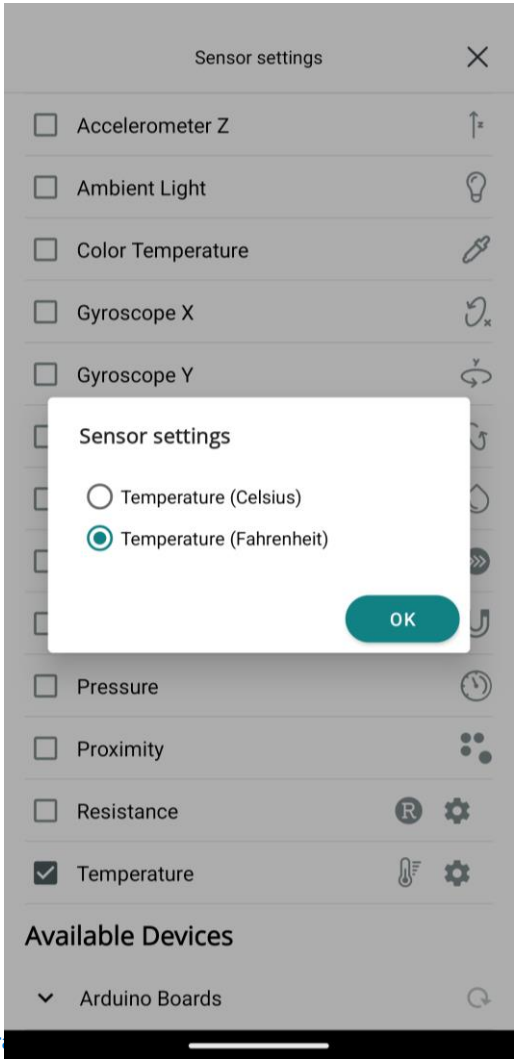 Sensor settings
Accelerometer Z
Ambient Light
Color Temperature
Gyroscope X
Gyroscope Y
Sensor settings
Temperature (Celsius)
Temperature (Fahrenheit)
OK
Pressure
Proximity
Resistance
R
Temperature
Available Devices
Arduino Boards